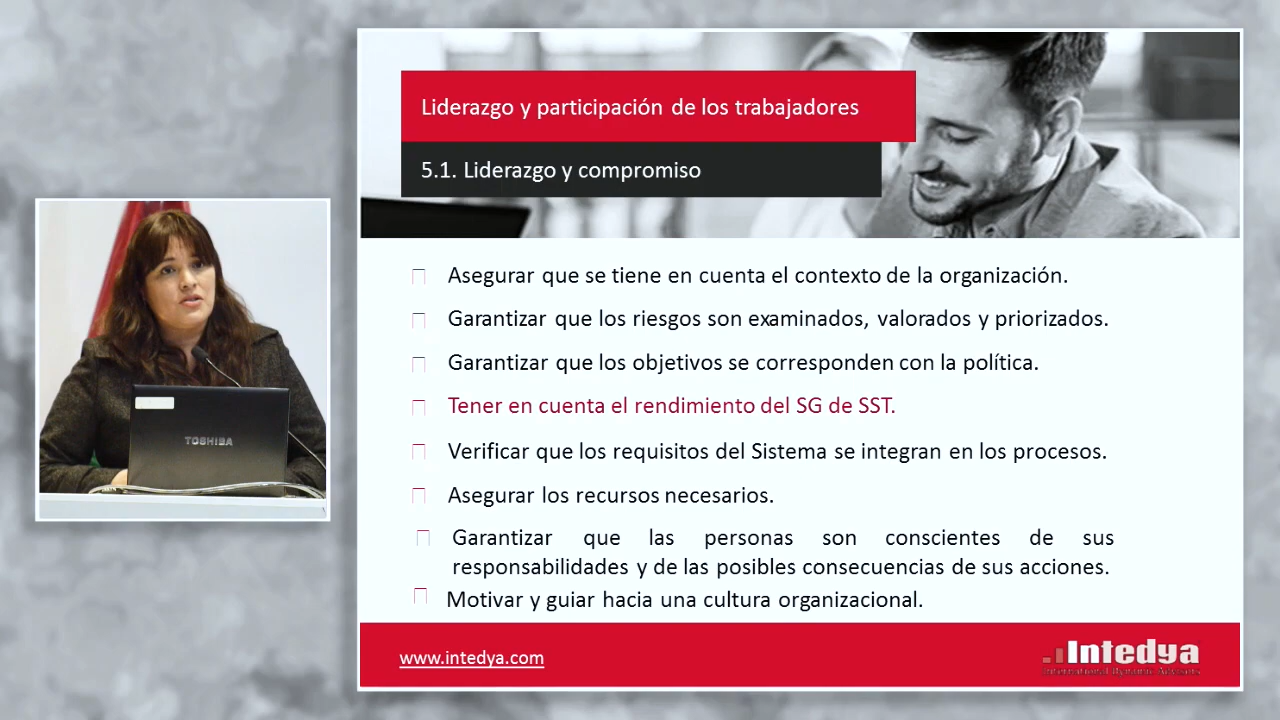 Liderazgo y participación de los trabajadores
5.1. Liderazgo y compromiso
Asegurar que se tiene en cuenta el contexto de la organización.
Garantizar que los riesgos son examinados, valorados y priorizados.
Garantizar que los objetivos se corresponden con la política.
Tener en cuenta el rendimiento del SG de SST.
Verificar que los requisitos del Sistema se integran en los procesos.
Asegurar los recursos necesarios.
Garantizar que las personas son conscientes de sus
responsabilidades y de las posibles consecuencias de sus acciones.
Motivar y guiar hacia una cultura organizacional.
www.intedya.com
Intedya
International Dynamic Advisors
TOSHIBA